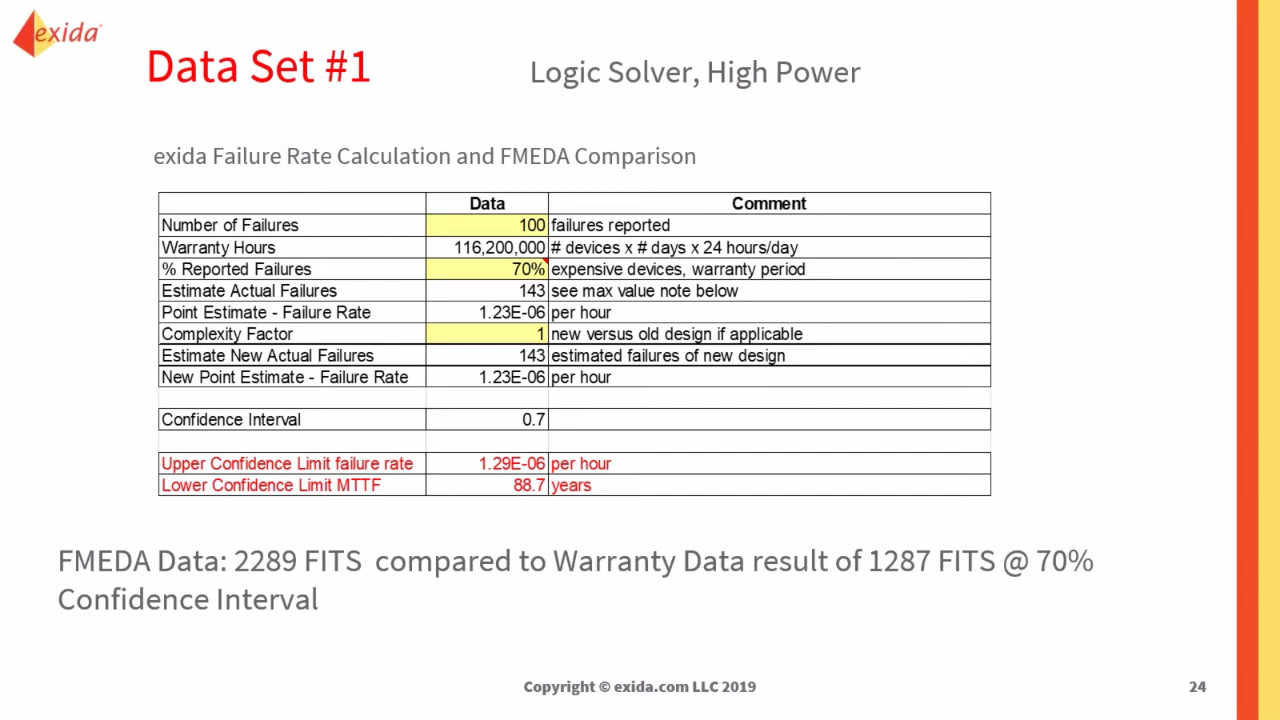 exida
Data Set #1
Logic Solver, High Power
exida Failure Rate Calculation and FMEDA Comparison
Data Comment
Number of Failures 100 failures reported
Warranty Hours 116,200,000 # devices x # days x 24 hours/day
% Reported Failures 70% expensive devices, warranty period
Estimate Actual Failures 143 see max value note below
Point Estimate - Failure Rate 1.23E-06 per hour
Complexity Factor 1 new versus old design if applicable
Estimate New Actual Failures 143 estimated failures of new design
New Point Estimate - Failure Rate 1.23E-06 per hour
Confidence Interval 0.7
Upper Confidence Limit failure rate 1.29E-06 per hour
Lower Confidence Limit MTTF 88.7 years
FMEDA Data: 2289 FITS compared to Warranty Data result of 1287 FITS @ 70%
Confidence Interval
Copyright © exida.com LLC 2019
24